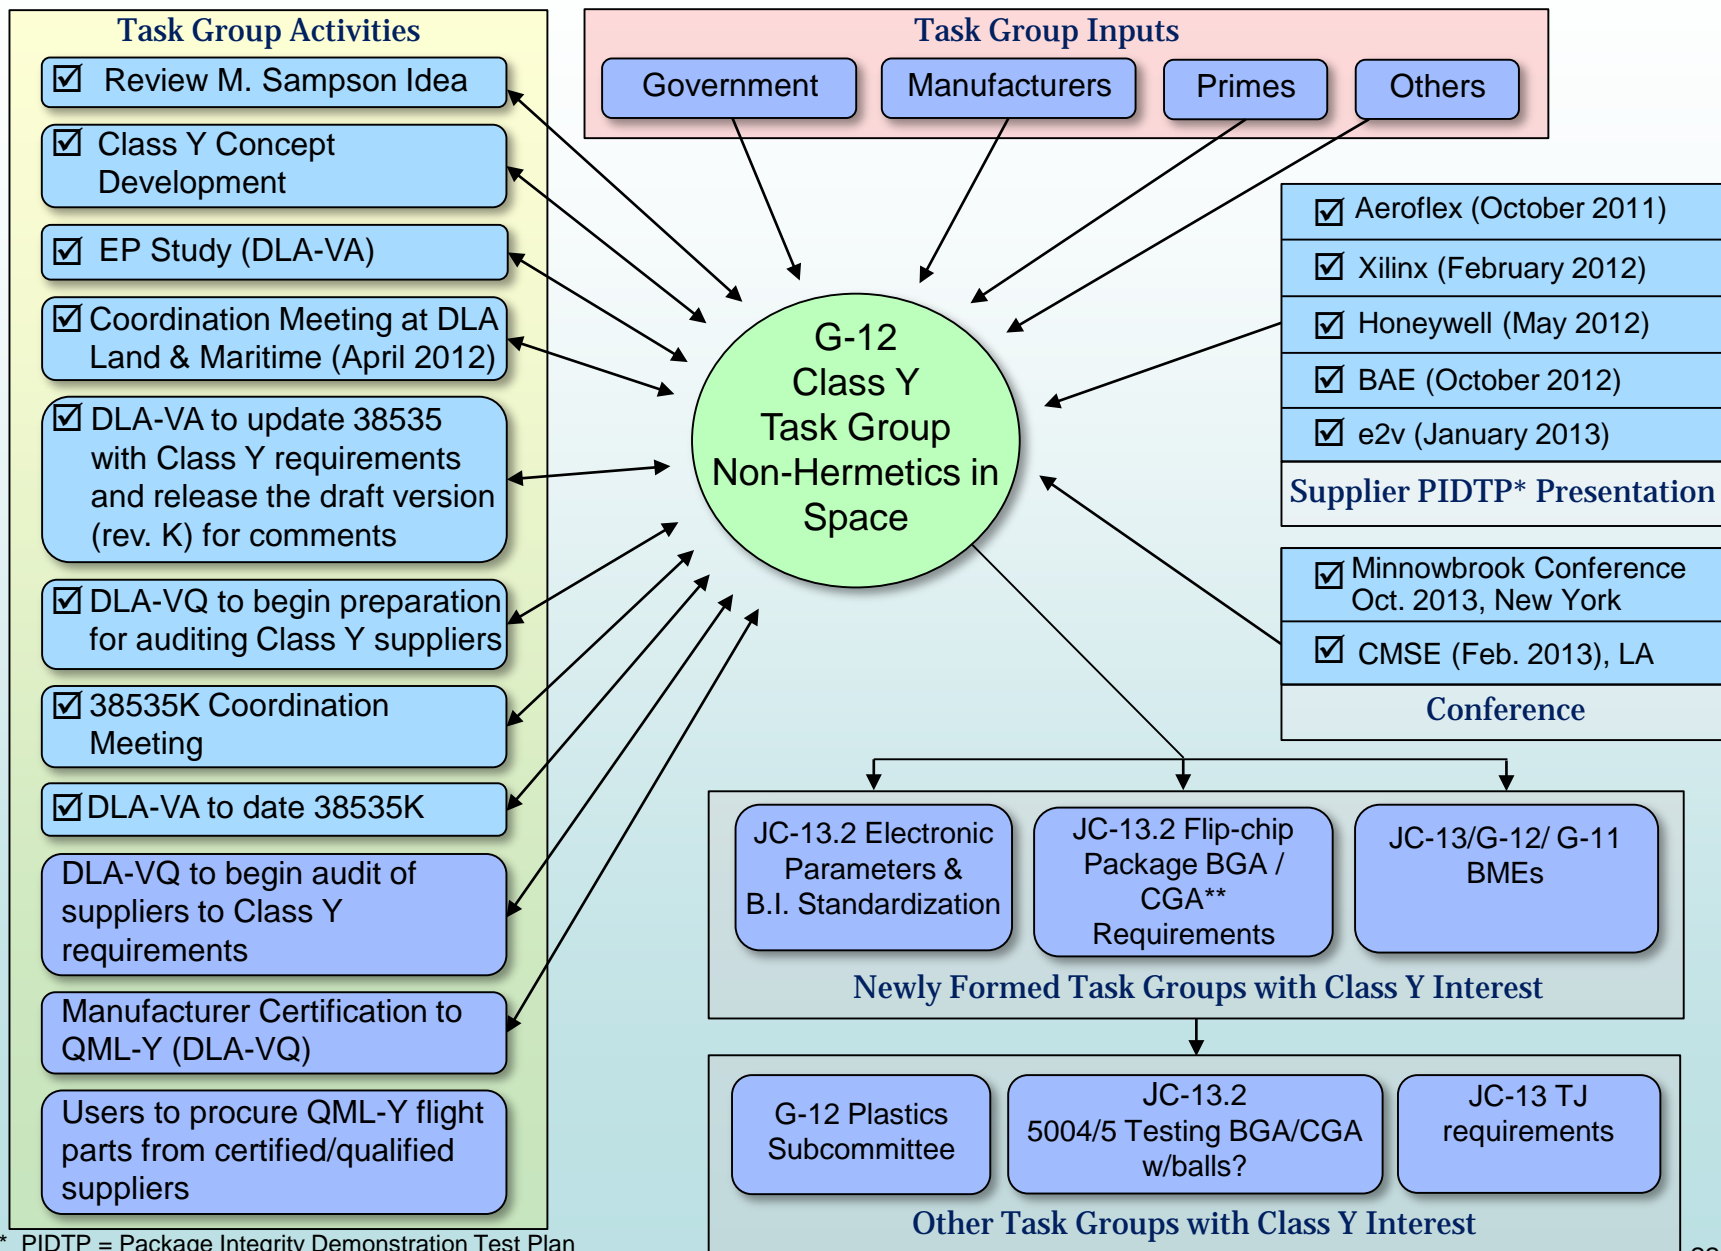 Task Group Activities
Review M. Sampson Idea
Class Y Concept
Development
EP Study (DLA-VA)
Coordination Meeting at DLA
Land & Maritime (April 2012)
DLA-VA to update 38535
with Class Y requirements
and release the draft version
(rev. K) for comments
DLA-VQ to begin preparation
for auditing Class Y suppliers
38535K Coordination
Meeting
DLA-VA to date 38535K
DLA-VQ to begin audit of
suppliers to Class Y
requirements
Manufacturer Certification to
QML-Y (DLA-VQ)
Users to procure QML-Y flight
parts from certified/qualified
suppliers
Task Group Inputs
Government
Manufacturers
Primes
Others
G-12
Class Y
Task Group
Non-Hermetics in
Space
Aeroflex (October 2011)
Xilinx (February 2012)
Honeywell (May 2012)
BAE (October 2012)
e2v (January 2013)
Supplier PIDTP* Presentation
Minnowbrook Conference
Oct. 2013, New York
CMSE (Feb. 2013), LA
Conference
JC-13.2 Electronic
Parameters &
B.I. Standardization
JC-13.2 Flip-chip
Package BGA /
CGA**
Requirements
JC-13/G-12/ G-11
BMEs
Newly Formed Task Groups with Class Y Interest
G-12 Plastics
Subcommittee
JC-13.2
5004/5 Testing BGA/CGA
w/balls?
JC-13 TJ
requirements
Other Task Groups with Class Y Interest
* PIDTP = Package Integrity Demonstration Test Plan